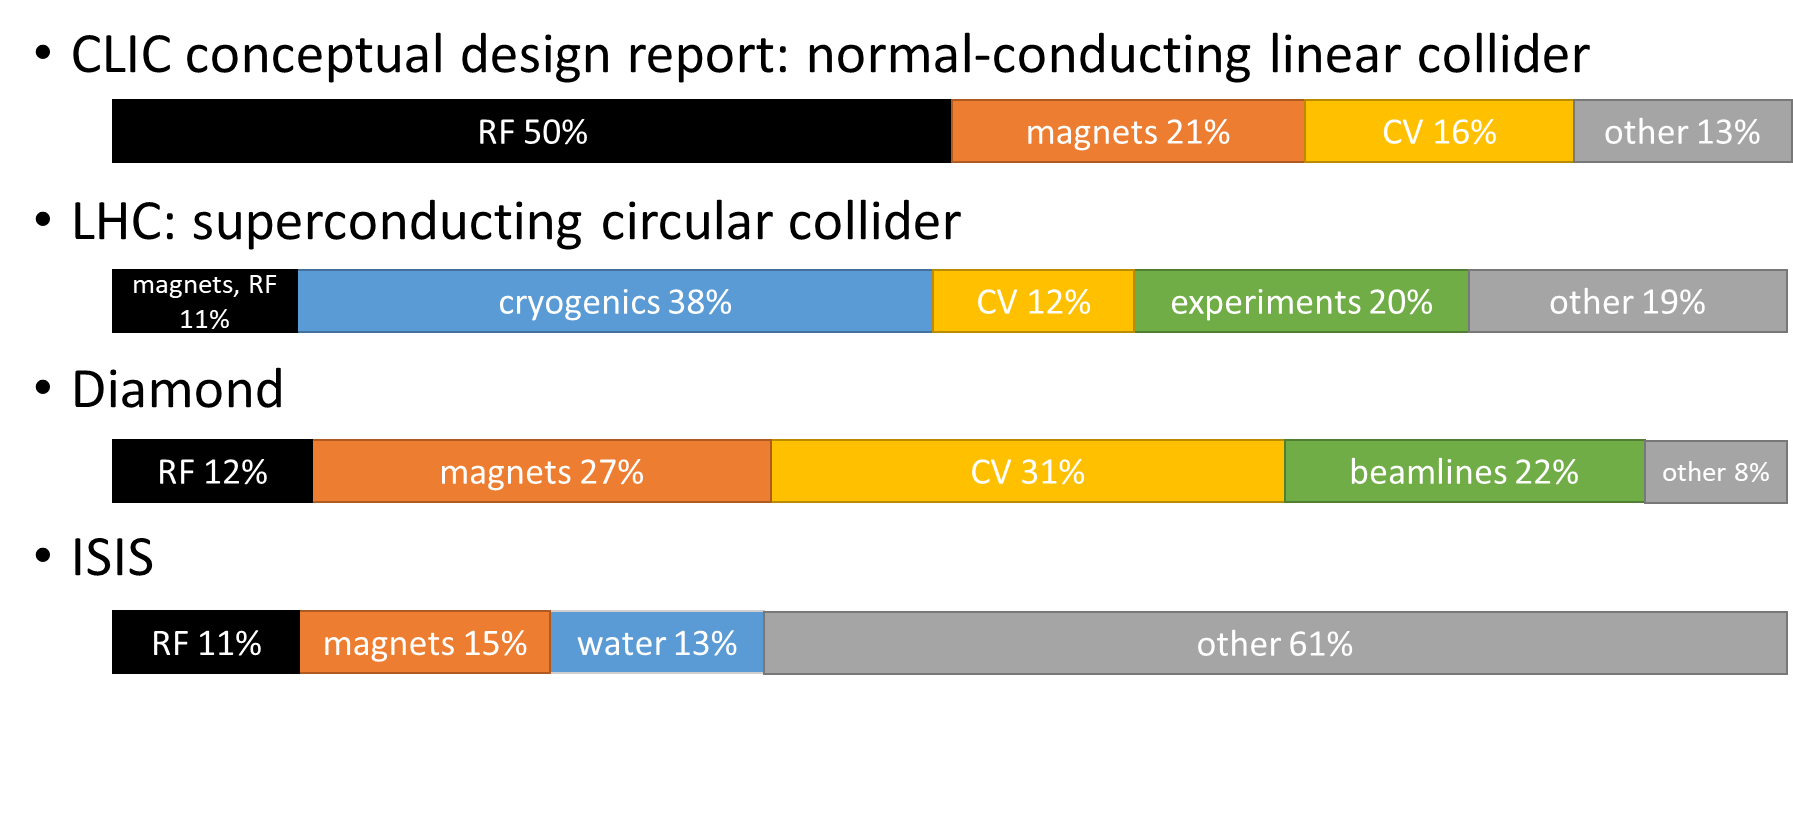 • CLIC conceptual design report: normal-conducting linear collider
RF 50% magnets 21% CV 16% other 13%
• LHC: superconducting circular collider
magnets, RF
11%
cryogenics 38% CV 12% experiments 20% other 19%
• Diamond
RF 12% magnets 27% CV 31% beamlines 22% other 8%
• ISIS
RF 11% magnets 15% water 13% other 61%